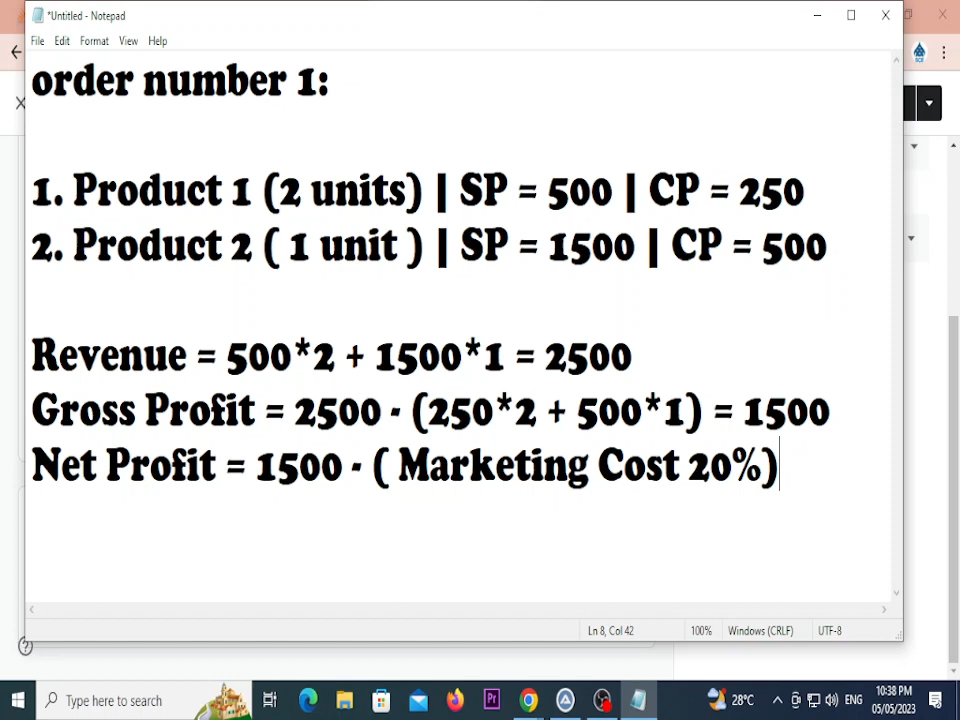 *Untitled - Notepad
File Edit Format View Help
order number 1:
1. Product 1 (2 units) | SP = 500 | CP = 250
2. Product 2 ( 1 unit ) | SP = 1500 | CP = 500
Revenue = 500*2 + 1500*1 = 2500
Gross Profit = 2500 - (250*2 + 500*1) = 1500
Net Profit = 1500 - ( Marketing Cost 20%)
Ln 8, Col 42 100% Windows (CRLF) UTF-8
Type here to search Pr 28°C ENG 10:38 PM
05/05/2023